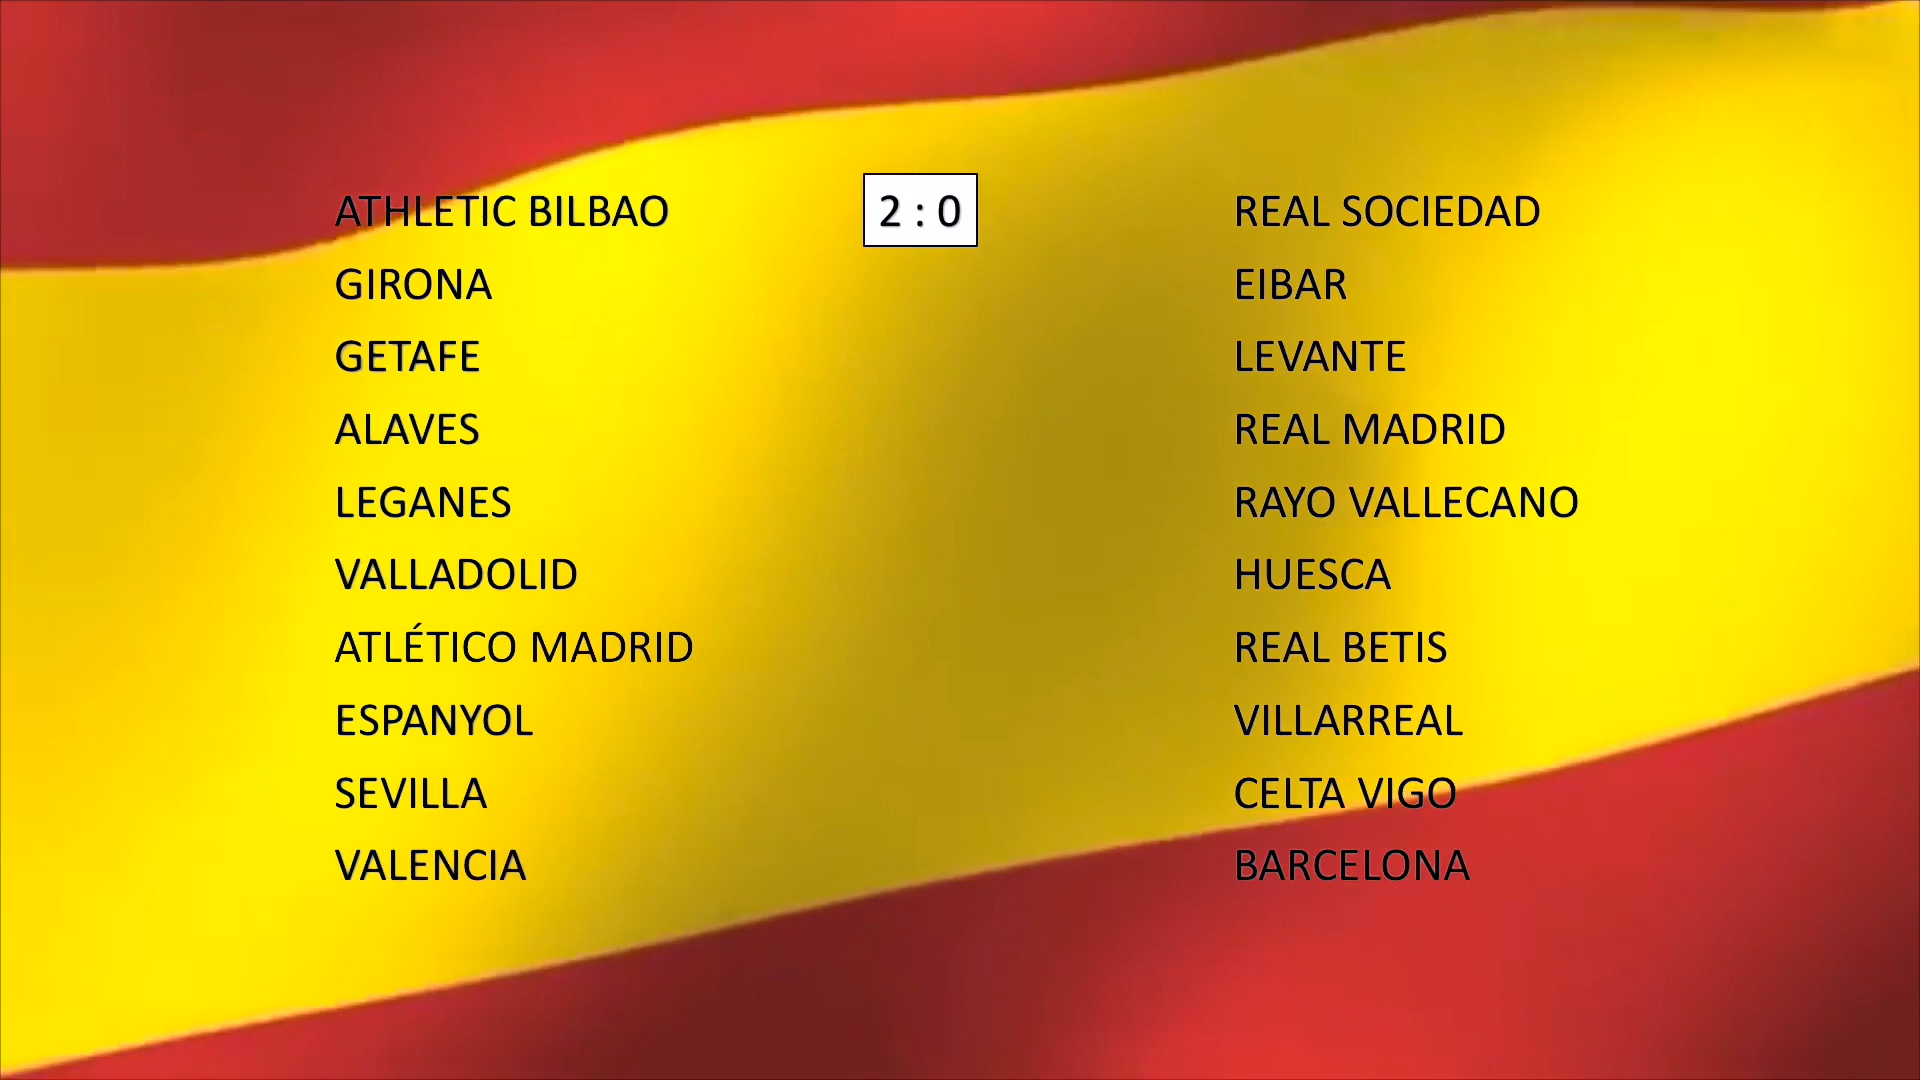 ATHLETIC BILBAO 2 : 0 REAL SOCIEDAD
GIRONA EIBAR
GETAFE LEVANTE
ALAVES REAL MADRID
LEGANES RAYO VALLECANO
VALLADOLID HUESCA
ATLÉTICO MADRID REAL BETIS
ESPANYOL VILLARREAL
SEVILLA CELTA VIGO
VALENCIA BARCELONA